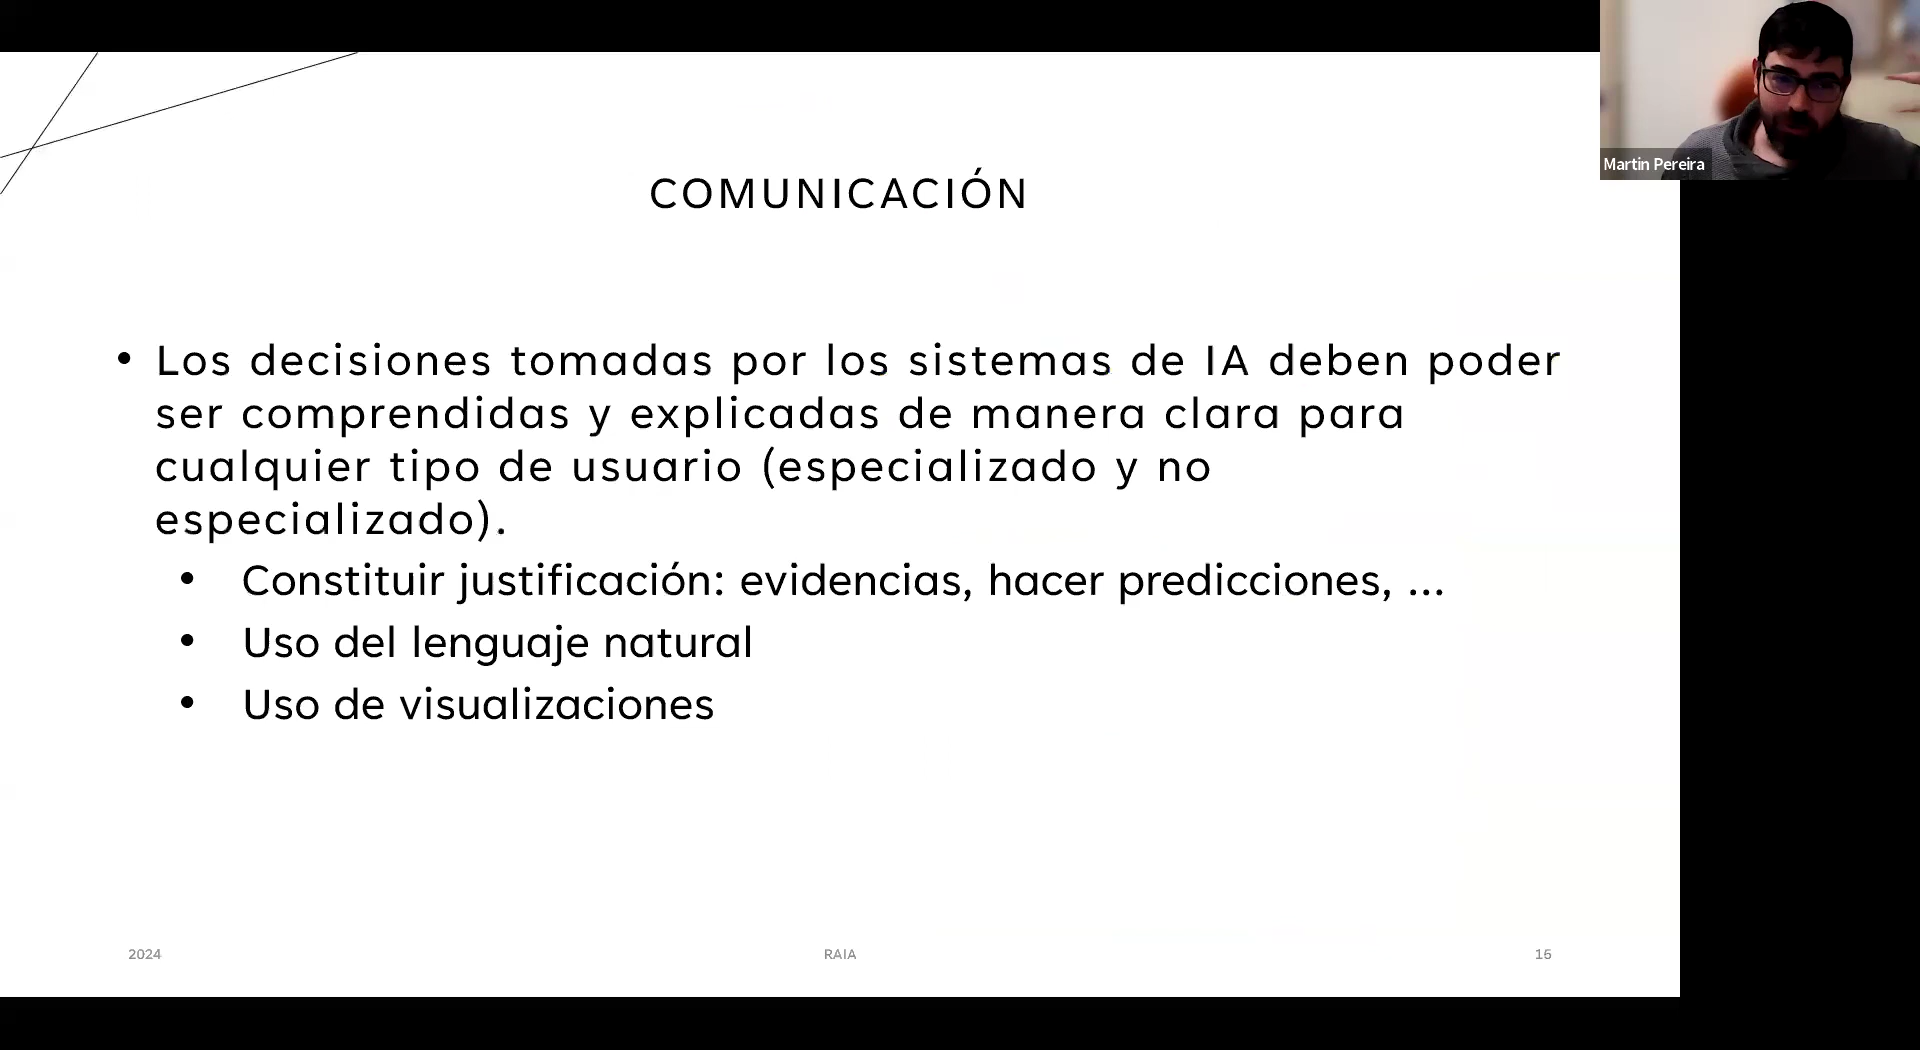 COMUNICACIÓN
• Los decisiones tomadas por los sistemas de IA deben poder
ser comprendidas y explicadas de manera clara para
cualquier tipo de usuario (especializado y no
especializado).
• Constituir justificación: evidencias, hacer predicciones, ...
• Uso del lenguaje natural
• Uso de visualizaciones
2024
RAIA
16
Martin Pereira